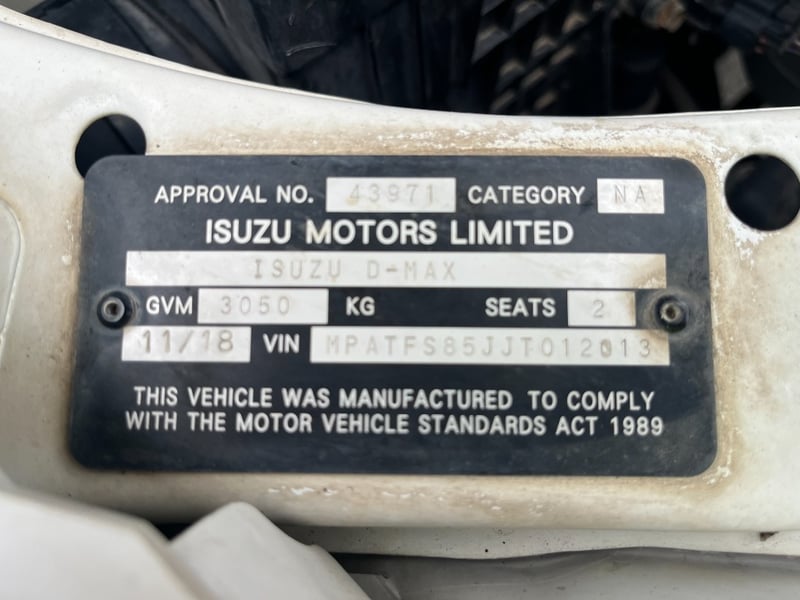 APPROVAL NO. 43971 CATEGORY NA
ISUZU MOTORS LIMITED
ISUZU D-MAX
GVM 3050 KG SEATS 2
11/18 VIN MPATFS85JJT012013
THIS VEHICLE WAS MANUFACTURED TO COMPLY
WITH THE MOTOR VEHICLE STANDARDS ACT 1989